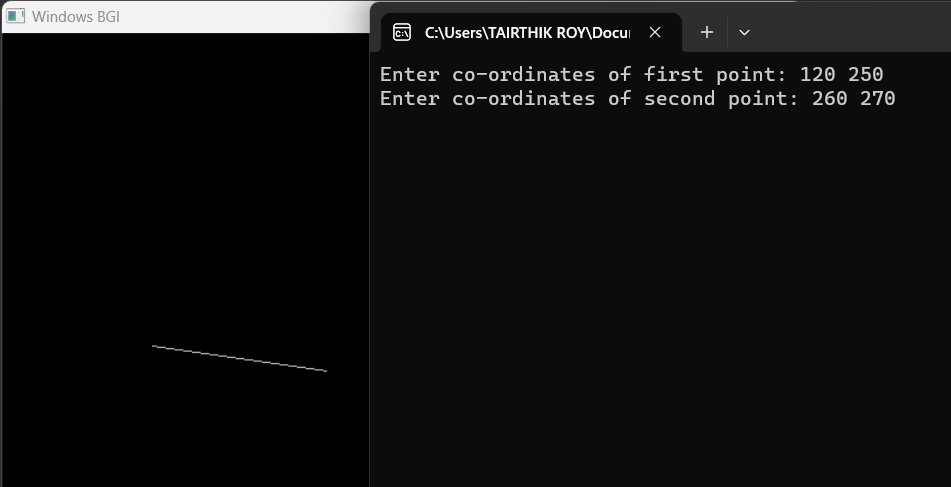 Windows BGI
C:\Users\TAIRTHIK ROY\Docu
Enter co-ordinates of first point: 120 250
Enter co-ordinates of second point: 260 270